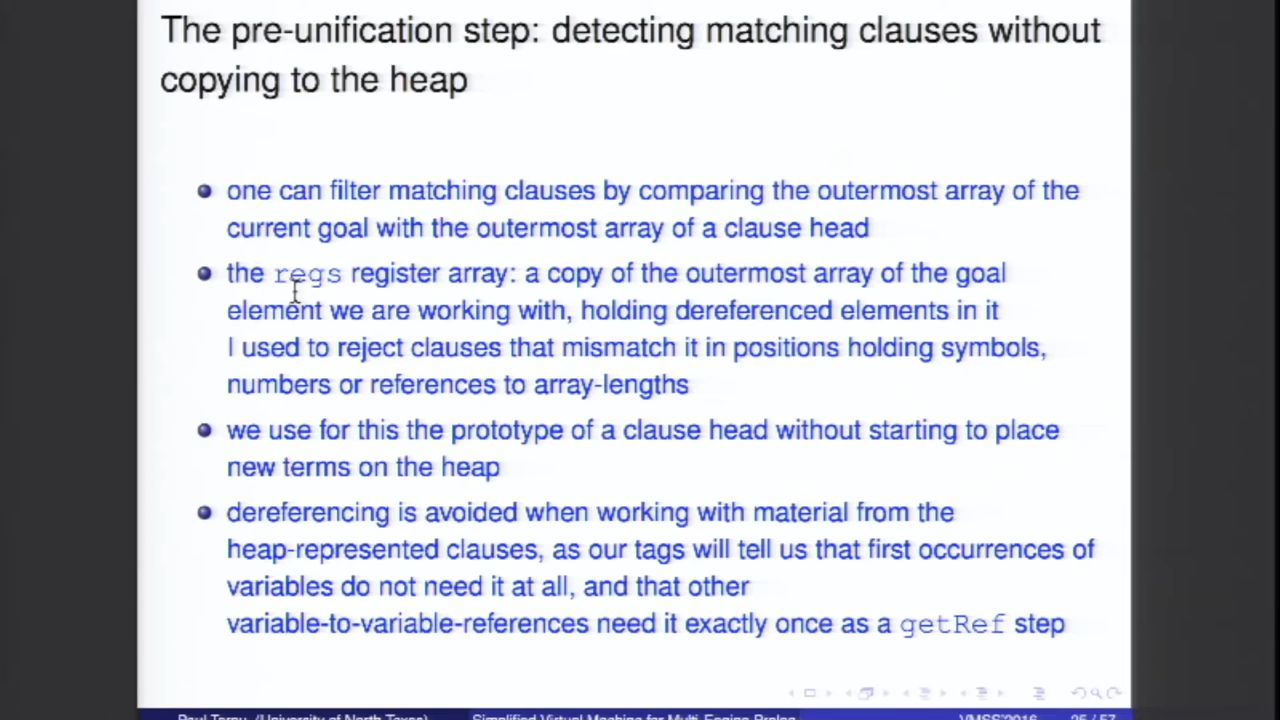 The pre-unification step: detecting matching clauses without
copying to the heap
one can filter matching clauses by comparing the outermost array of the
current goal with the outermost array of a clause head
the regs register array: a copy of the outermost array of the goal
element we are working with, holding dereferenced elements in it
I used to reject clauses that mismatch it in positions holding symbols,
numbers or references to array-lengths
we use for this the prototype of a clause head without starting to place
new terms on the heap
dereferencing is avoided when working with material from the
heap-represented clauses, as our tags will tell us that first occurrences of
variables do not need it at all, and that other
variable-to-variable-references need it exactly once as a getRef step
Paul Tarau (University of North Texas) Simplified Virtual Machine for Multi-Engine Prolog VMSS'2016 25 / 57